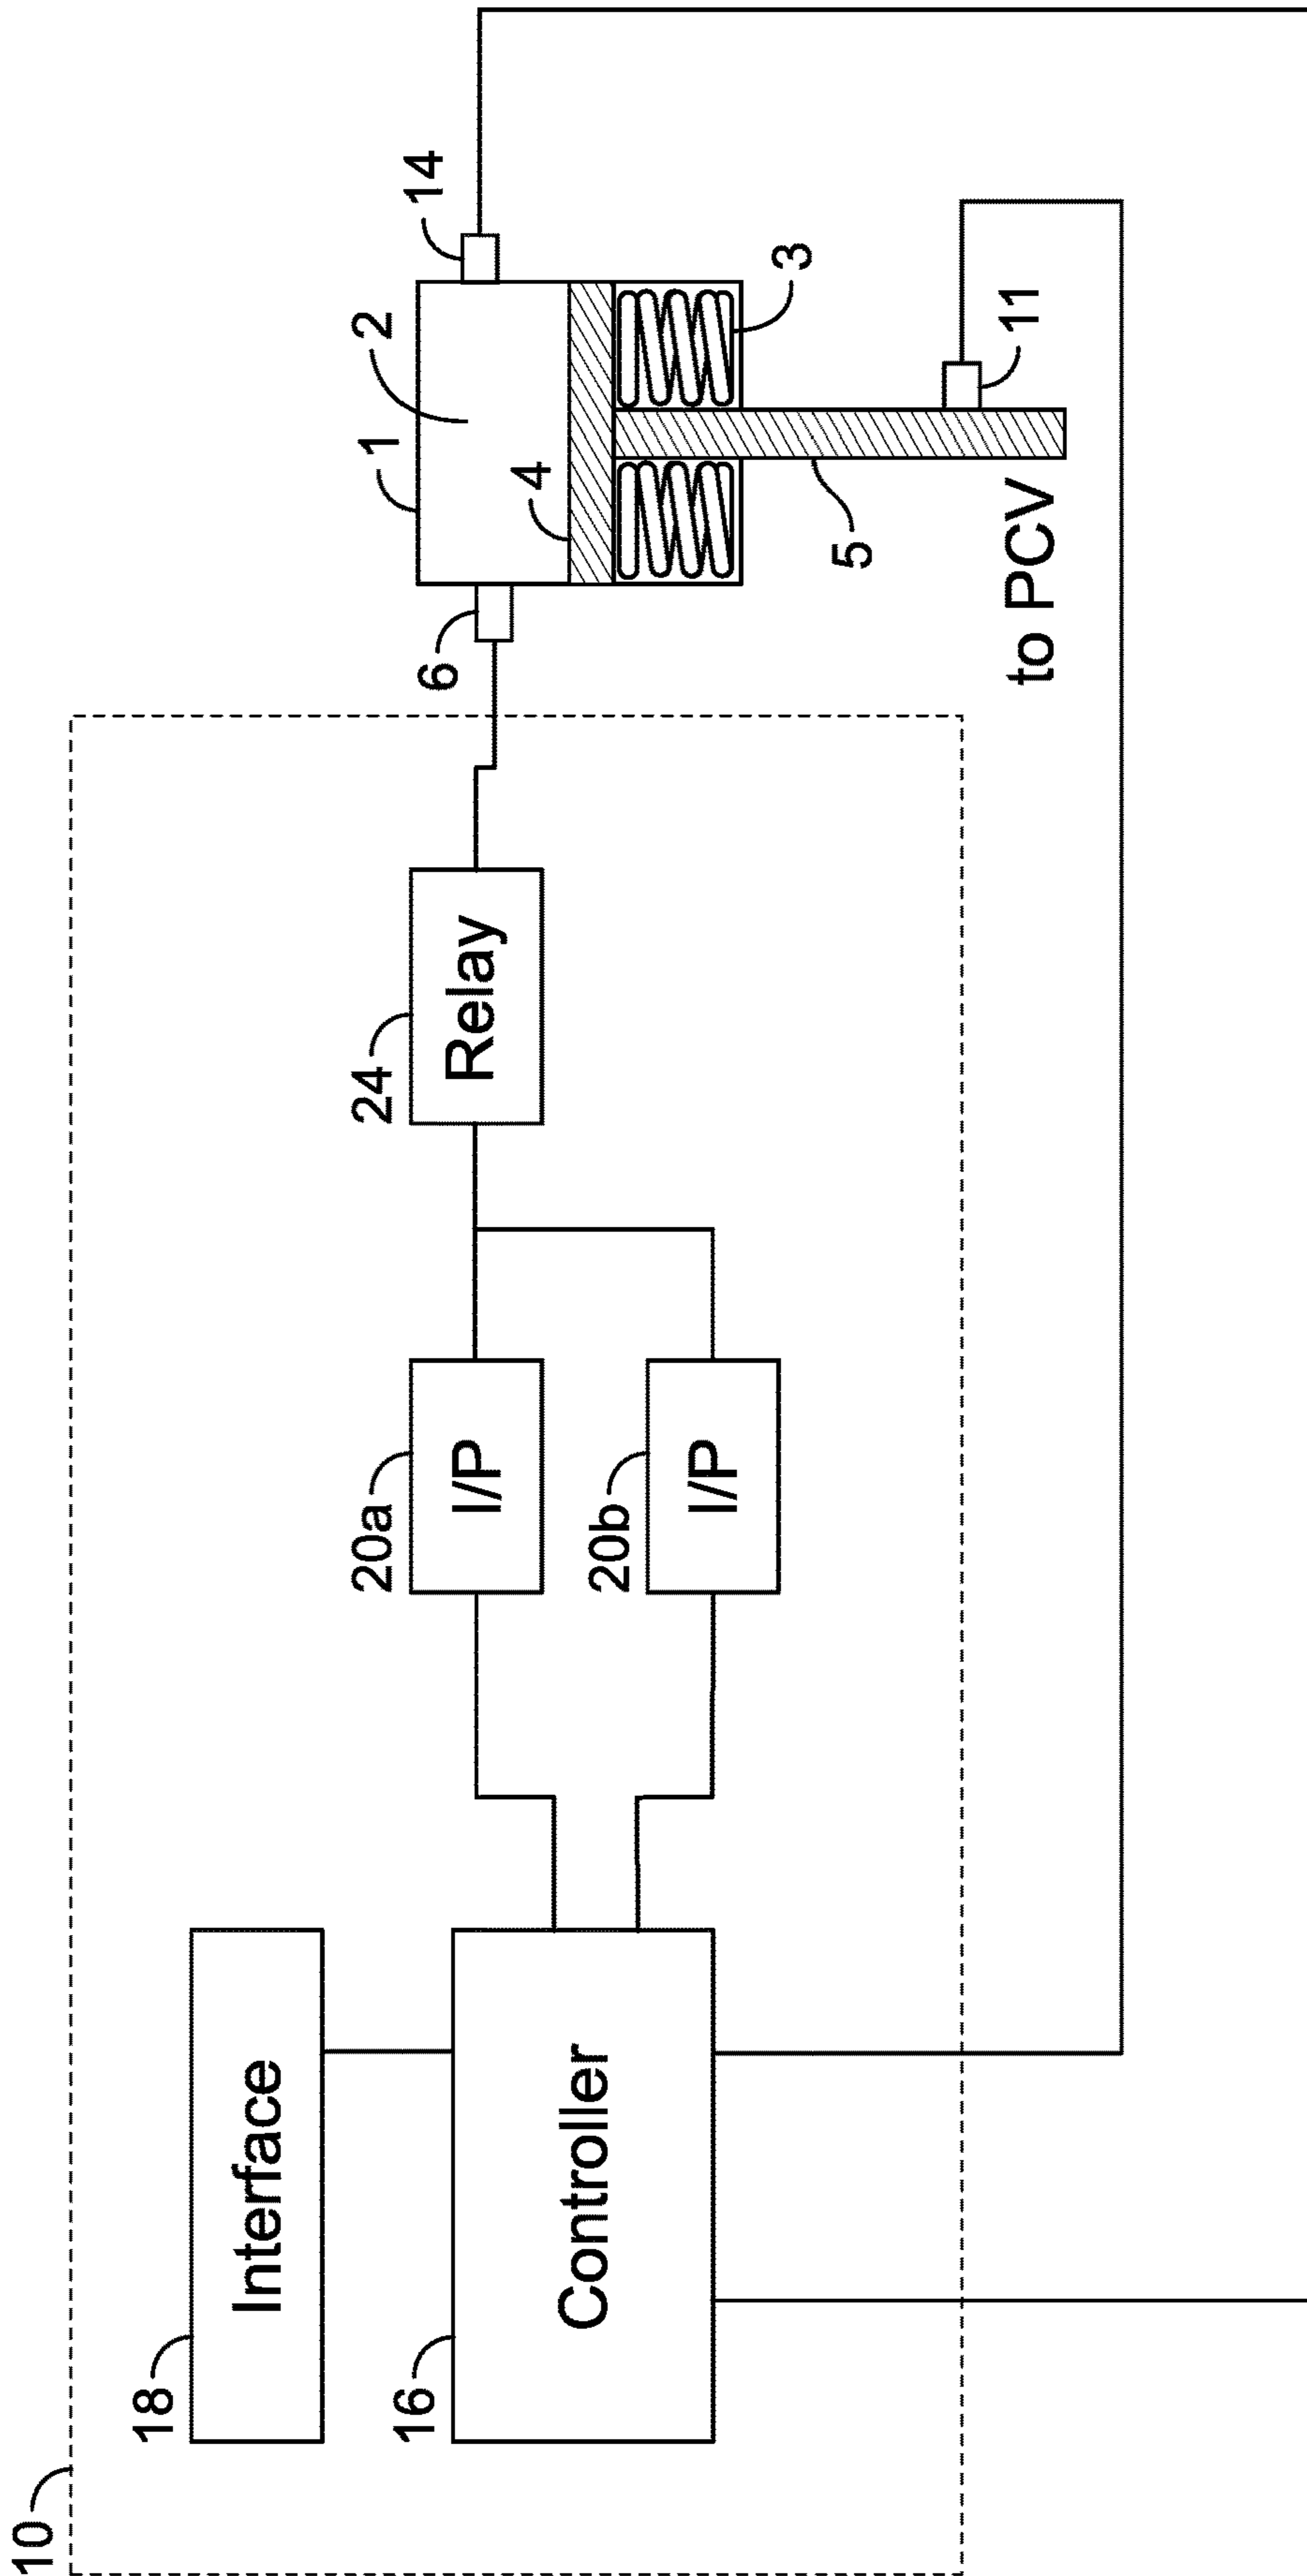 10
18
Interface
16
Controller
20a
I/P
20b
I/P
24
Relay
6
1
2
4
14
3
5
11
to PCV